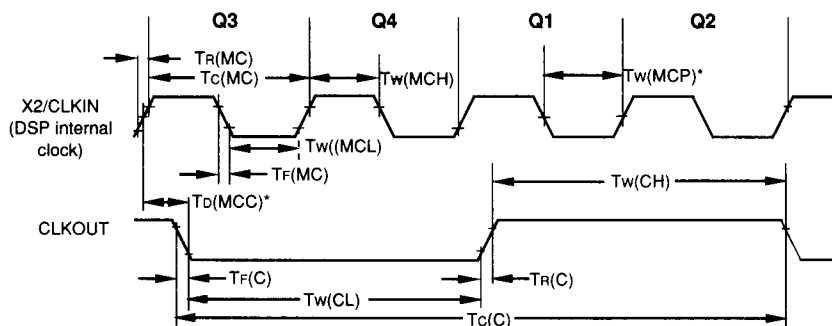 Q3 Q4 Q1 Q2
TR(MC)
TC(MC) TW(MCH) TW(MCP)*
X2/CLKIN
(DSP internal
clock)
TW((MCL)
TF(MC)
TW(CH)
TD(MCC)*
CLKOUT
TF(C) TR(C)
TW(CL)
TC(C)